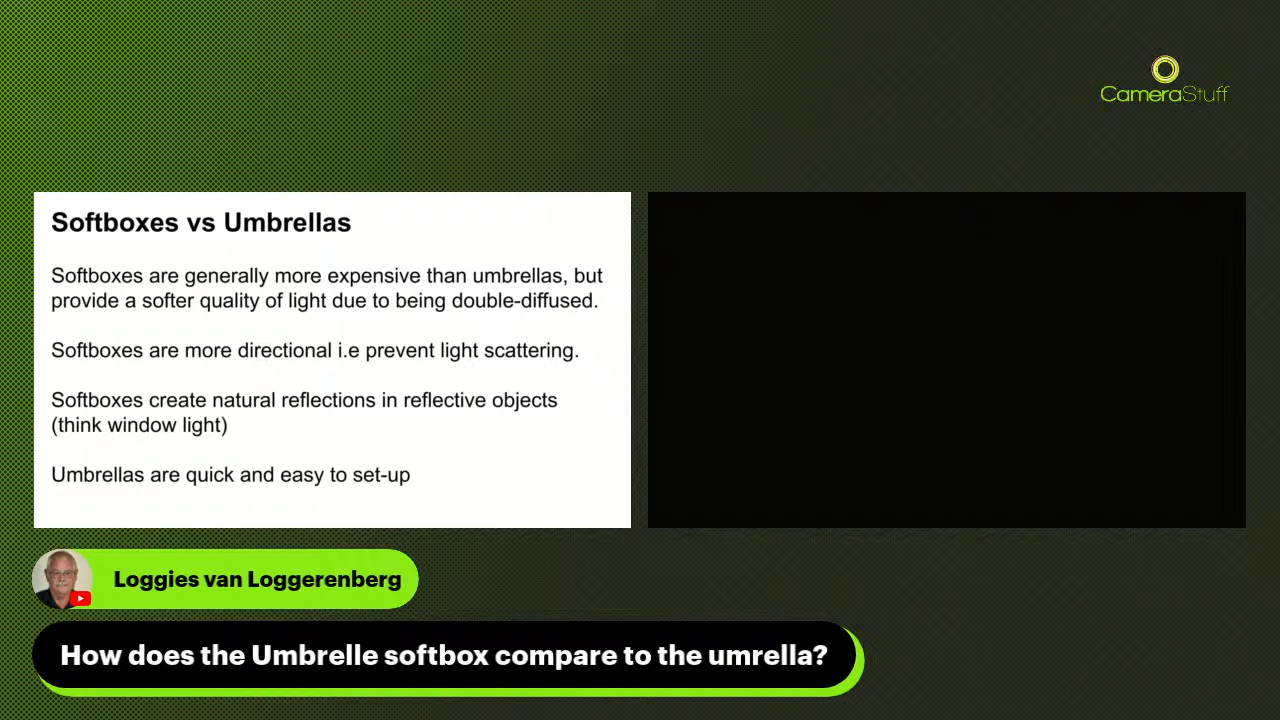 CameraStuff
Softboxes vs Umbrellas
Softboxes are generally more expensive than umbrellas, but
provide a softer quality of light due to being double-diffused.
Softboxes are more directional i.e prevent light scattering.
Softboxes create natural reflections in reflective objects
(think window light)
Umbrellas are quick and easy to set-up
Loggies van Loggerenberg
How does the Umbrelle softbox compare to the umrella?